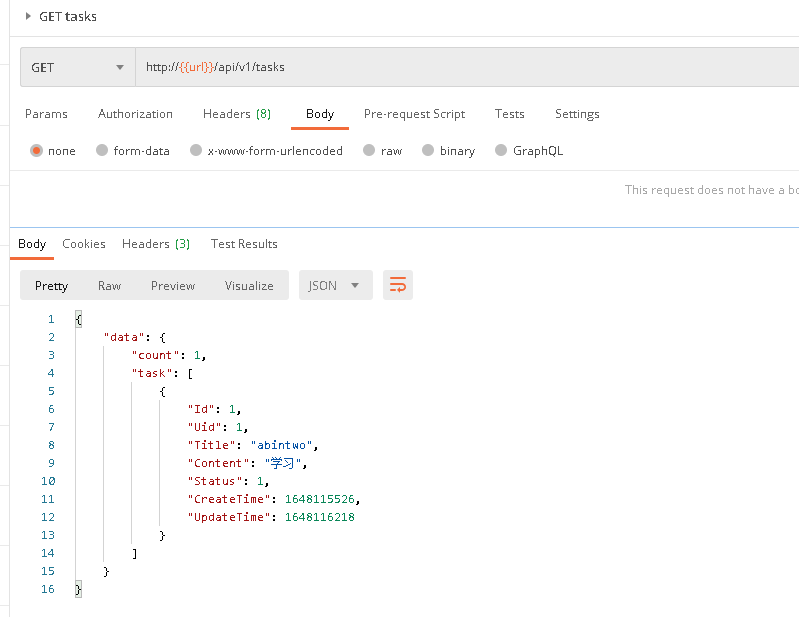 GET tasks
GET http://{{url}}/api/v1/tasks
Params Authorization Headers (8) Body Pre-request Script Tests Settings
none form-data x-www-form-urlencoded raw binary GraphQL
This request does not have a bo
Body Cookies Headers (3) Test Results
Pretty Raw Preview Visualize JSON
1 {
2 "data": {
3 "count": 1,
4 "task": [
5 {
6 "Id": 1,
7 "Uid": 1,
8 "Title": "abintwo",
9 "Content": "学习",
10 "Status": 1,
11 "CreateTime": 1648115526,
12 "UpdateTime": 1648116218
13 }
14 ]
15 }
16 }